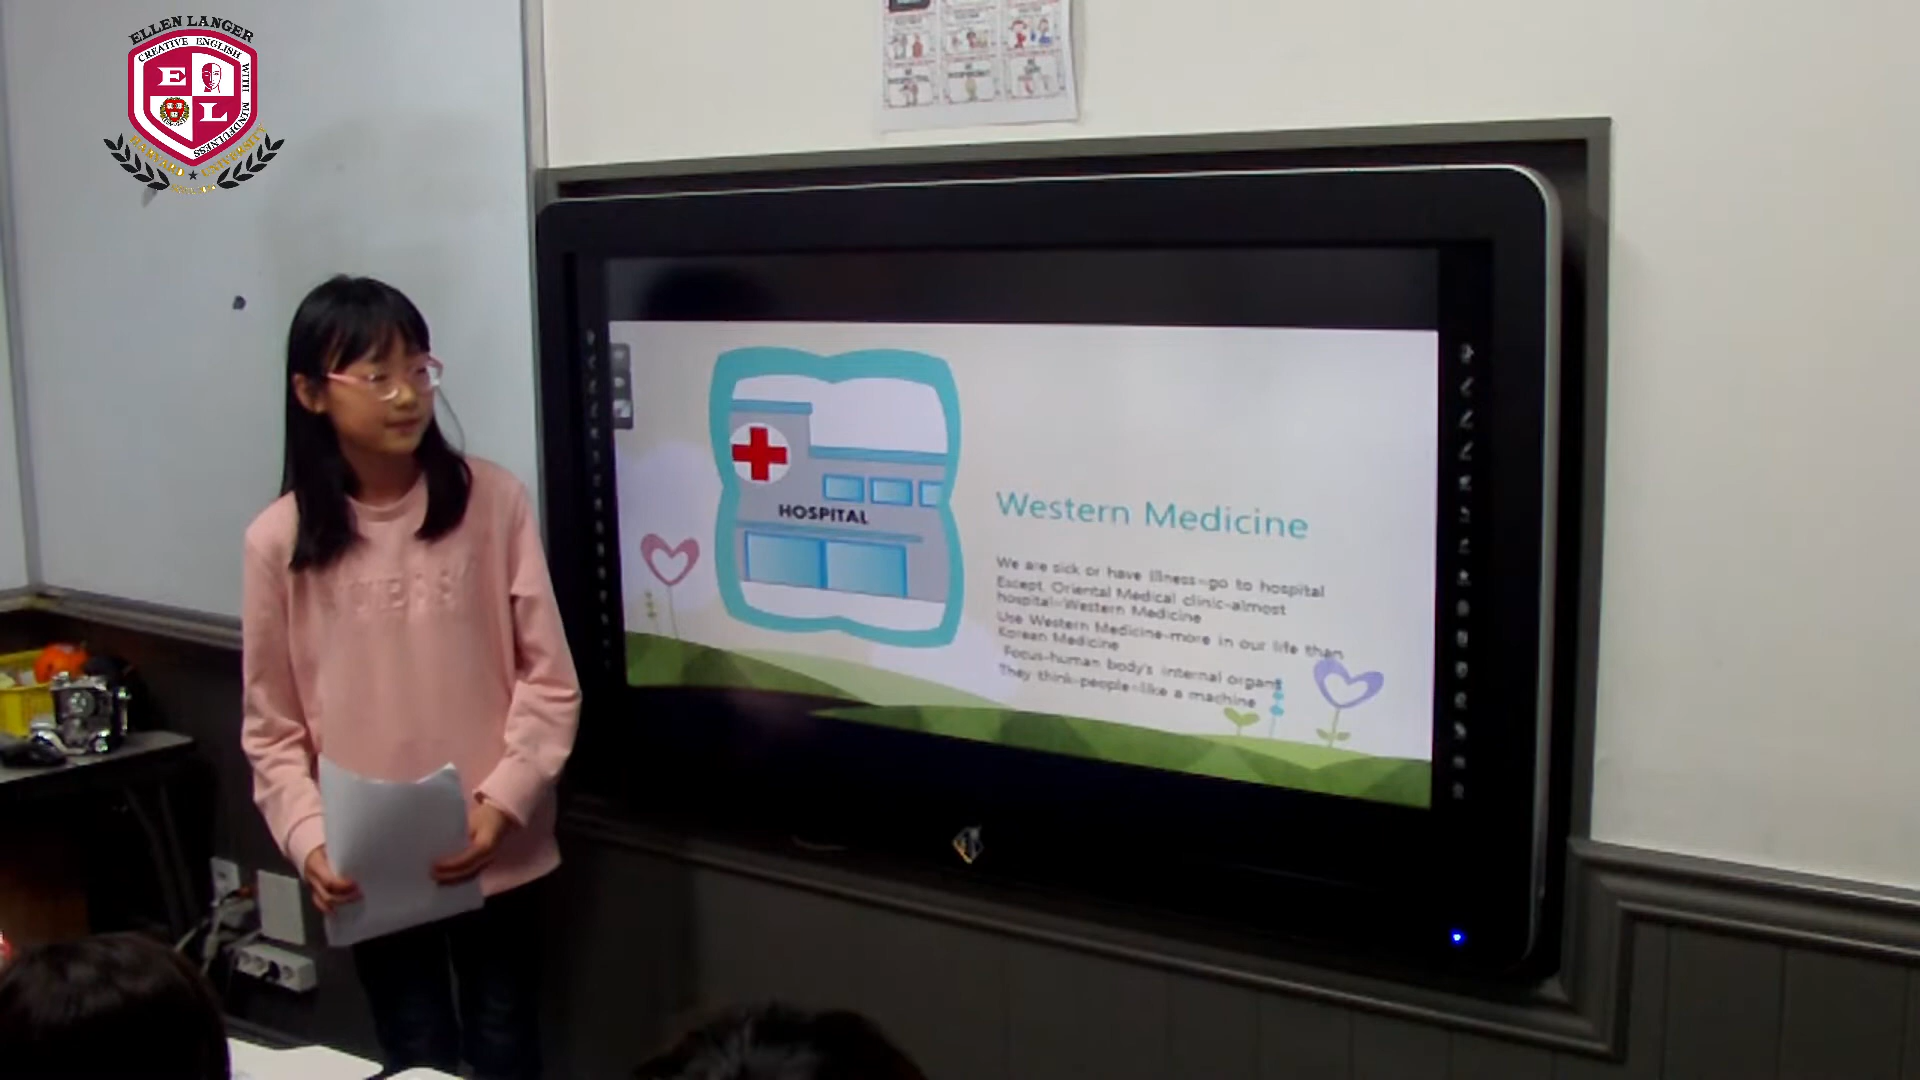 ELLEN LANGER
CREATIVE ENGLISH WITH MINDFULNESS
E
L
HARVARD UNIVERSITY
HOSPITAL
Western Medicine
We are sick or have illness=go to hospital
Except, Oriental Medical clinic-almost
hospital=Western Medicine
Use Western Medicine-more in our life than
Korean Medicine
Focus-human body's internal organs
They think-people=like a machine